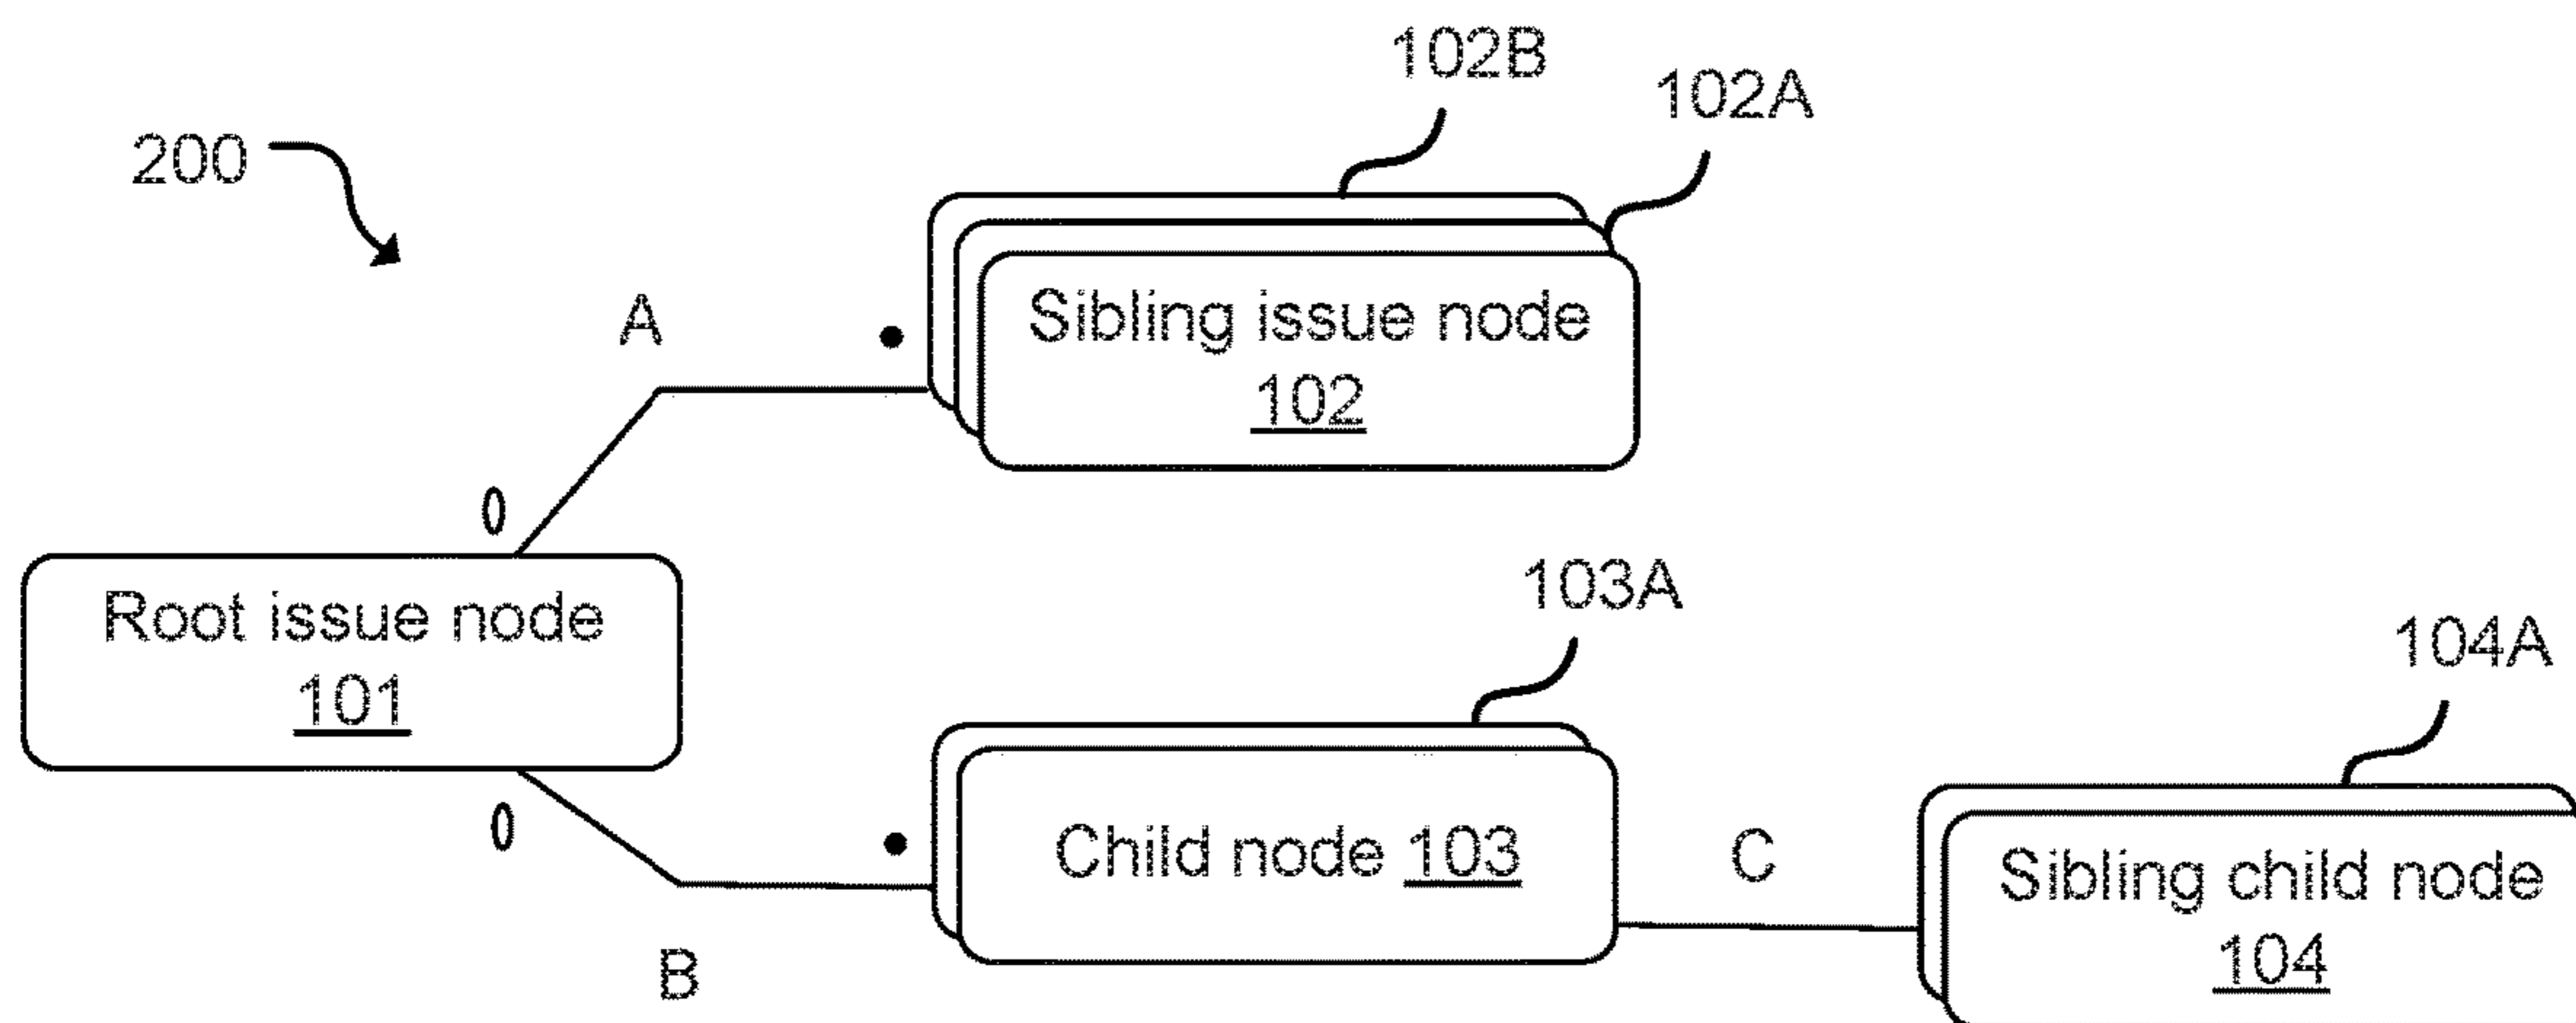 102B
102A
200
A
Sibling issue node
102
0
Root issue node
101
0
103A
104A
Child node 103
C
Sibling child node
104
B